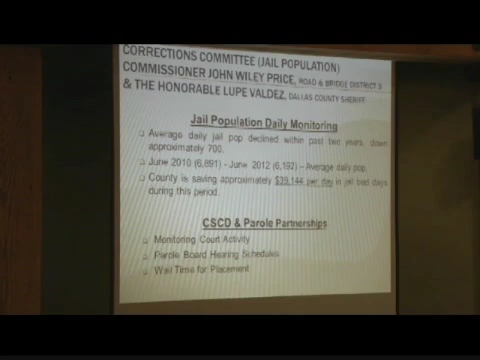 CORRECTIONS COMMITTEE (JAIL POPULATION)
COMMISSIONER JOHN WILEY PRICE, ROAD & BRIDGE DISTRICT 3
& THE HONORABLE LUPE VALDEZ, DALLAS COUNTY SHERIFF
Jail Population Daily Monitoring
Average daily jail pop declined within past two years, down
approximately 700.
June 2010 (6,891) - June 2012 (6,192) – Average daily pop.
County is saving approximately $39,144 per day in jail bed days
during this period.
CSCD & Parole Partnerships
Monitoring Court Activity
Parole Board Hearing Schedules
Wait Time for Placement